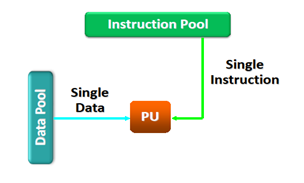 Instruction Pool
Single
Instruction
Single
Data
PU
Data Pool